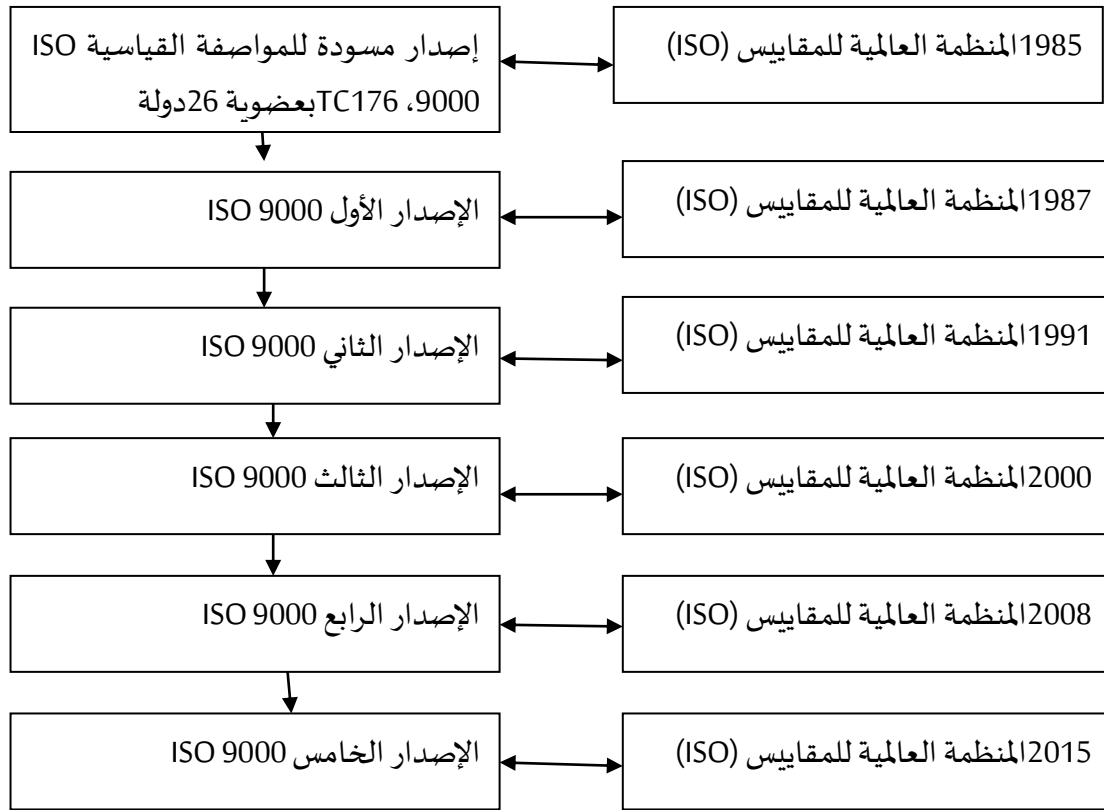 1985المنظمة العالمية للمقاييس (ISO)
إصدار مسودة للمواصفة القياسية ISO
9000، TC176بعضوية 26دولة
1987المنظمة العالمية للمقاييس (ISO)
الإصدار الأول ISO 9000
1991المنظمة العالمية للمقاييس (ISO)
الإصدار الثاني ISO 9000
2000المنظمة العالمية للمقاييس (ISO)
الإصدار الثالث ISO 9000
2008المنظمة العالمية للمقاييس (ISO)
الإصدار الرابع ISO 9000
2015المنظمة العالمية للمقاييس (ISO)
الإصدار الخامس ISO 9000